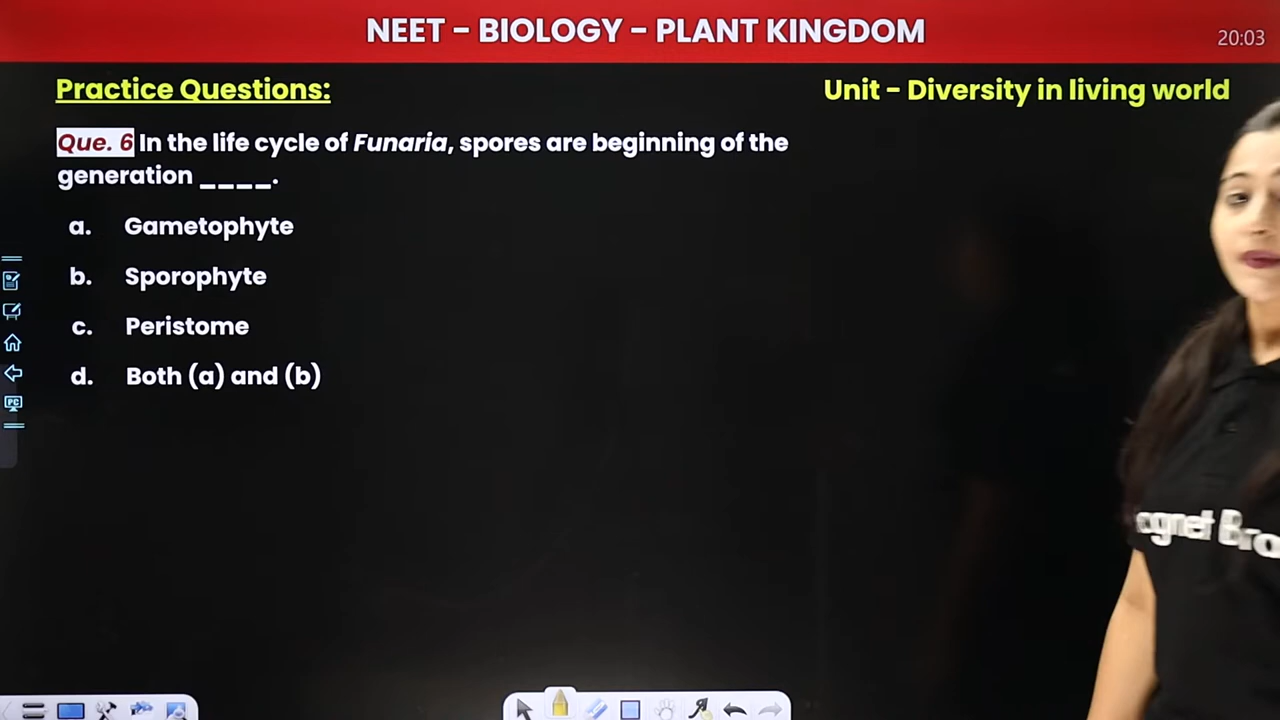 NEET - BIOLOGY - PLANT KINGDOM
20:03
Practice Questions:
Unit - Diversity in living world
Que. 6 In the life cycle of Funaria, spores are beginning of the
generation ____.
a. Gametophyte
b. Sporophyte
c. Peristome
d. Both (a) and (b)
PC